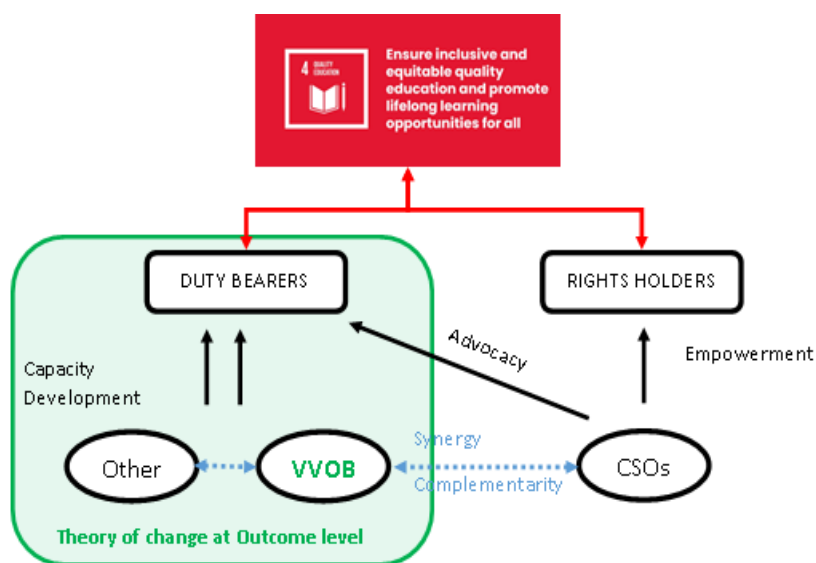 4 QUALITY
EDUCATION
Ensure inclusive and
equitable quality
education and promote
lifelong learning
opportunities for all
DUTY BEARERS
RIGHTS HOLDERS
Capacity
Development
Advocacy
Empowerment
Other
VVOB
Synergy
Complementarity
CSOs
Theory of change at Outcome level